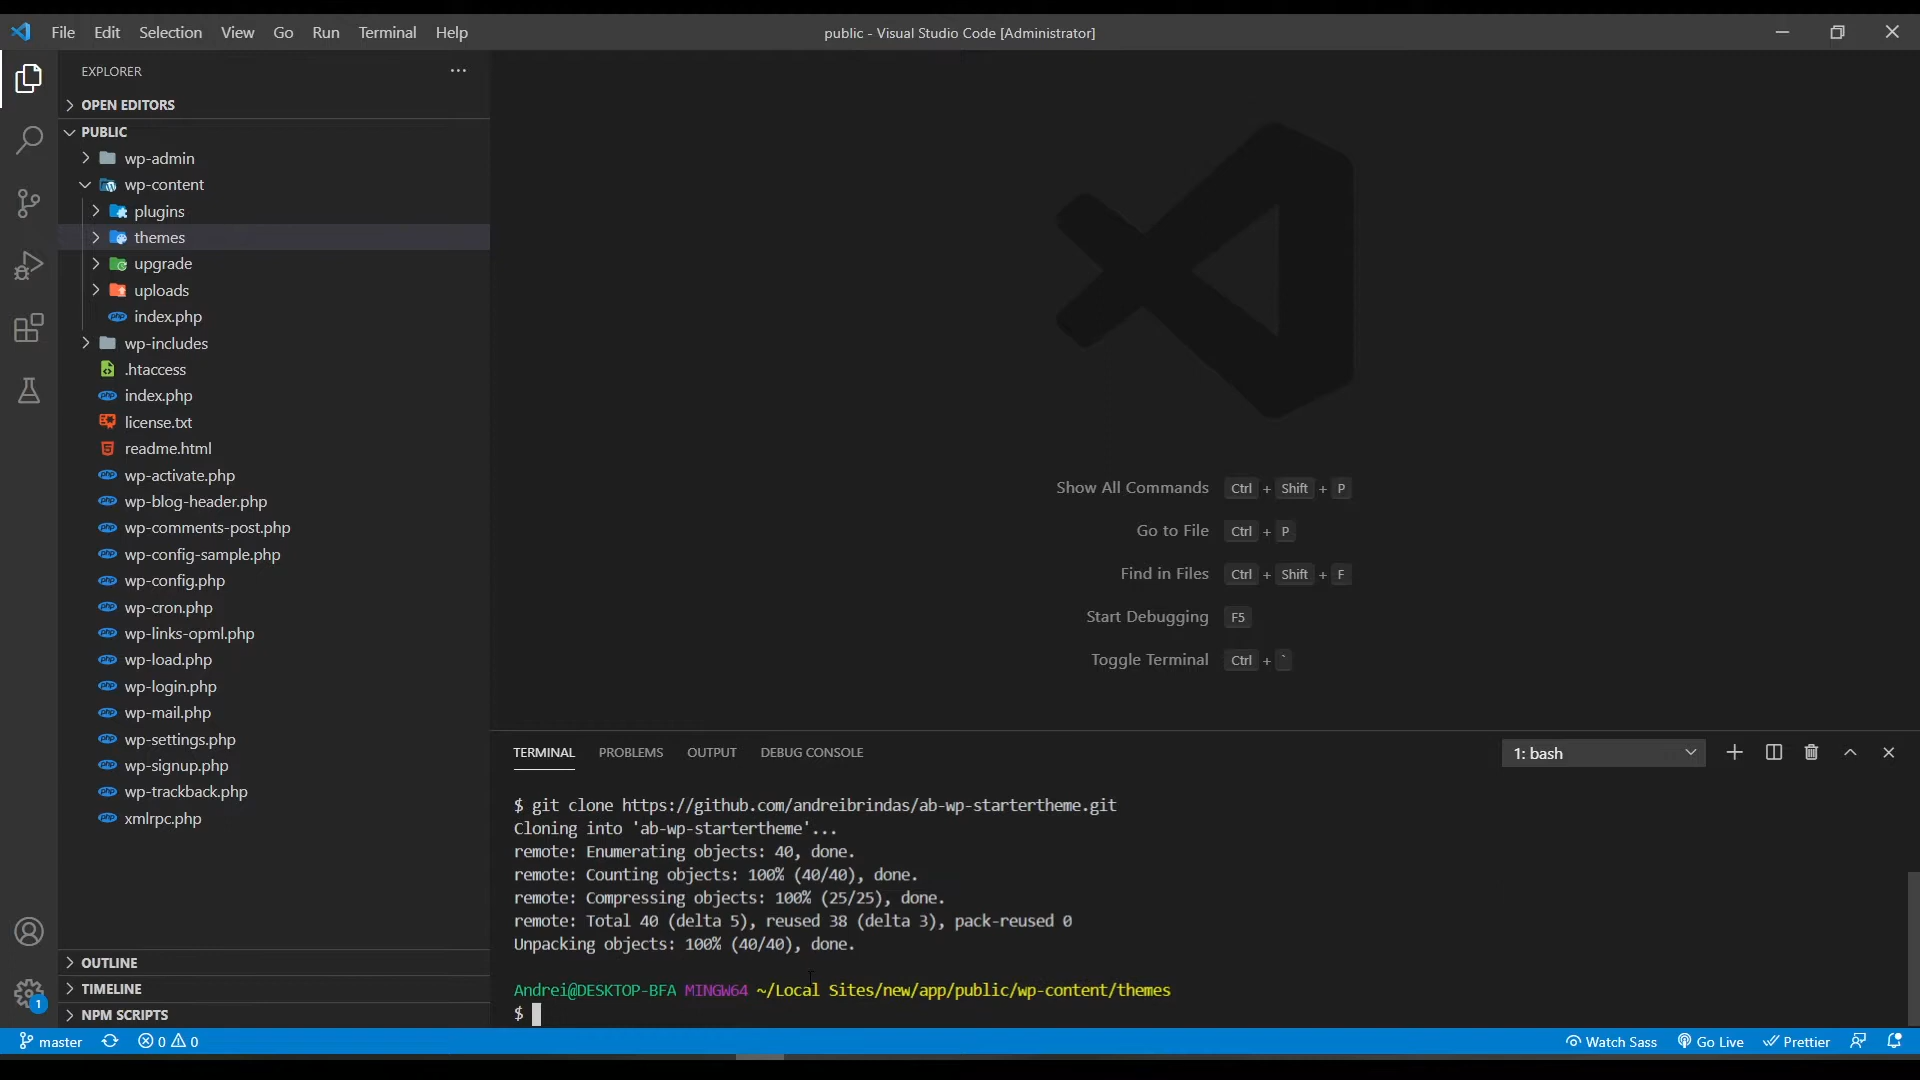 File Edit Selection View Go Run Terminal Help
public - Visual Studio Code [Administrator]
EXPLORER
OPEN EDITORS
PUBLIC
wp-admin
wp-content
plugins
themes
upgrade
uploads
index.php
wp-includes
.htaccess
index.php
license.txt
readme.html
wp-activate.php
wp-blog-header.php
wp-comments-post.php
wp-config-sample.php
wp-config.php
wp-cron.php
wp-links-opml.php
wp-load.php
wp-login.php
wp-mail.php
wp-settings.php
wp-signup.php
wp-trackback.php
xmlrpc.php
OUTLINE
TIMELINE
NPM SCRIPTS
Show All Commands Ctrl + Shift + P
Go to File Ctrl + P
Find in Files Ctrl + Shift + F
Start Debugging F5
Toggle Terminal Ctrl + `
TERMINAL PROBLEMS OUTPUT DEBUG CONSOLE 1: bash
$ git clone https://github.com/andreibrindas/ab-wp-startertheme.git
Cloning into 'ab-wp-startertheme'...
remote: Enumerating objects: 40, done.
remote: Counting objects: 100% (40/40), done.
remote: Compressing objects: 100% (25/25), done.
remote: Total 40 (delta 5), reused 38 (delta 3), pack-reused 0
Unpacking objects: 100% (40/40), done.
Andrei@DESKTOP-BFA MINGW64 ~/Local Sites/new/app/public/wp-content/themes
$
1
master 0 0 Watch Sass Go Live Prettier